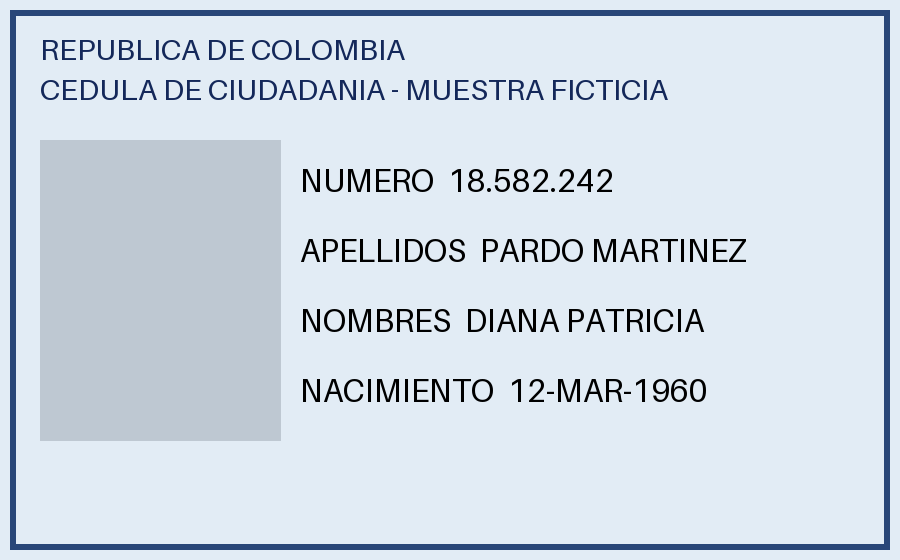 REPUBLICA DE COLOMBIA
CEDULA DE CIUDADANIA - MUESTRA FICTICIA
NUMERO 18.582.242
APELLIDOS PARDO MARTINEZ
NOMBRES DIANA PATRICIA
NACIMIENTO 12-MAR-1960